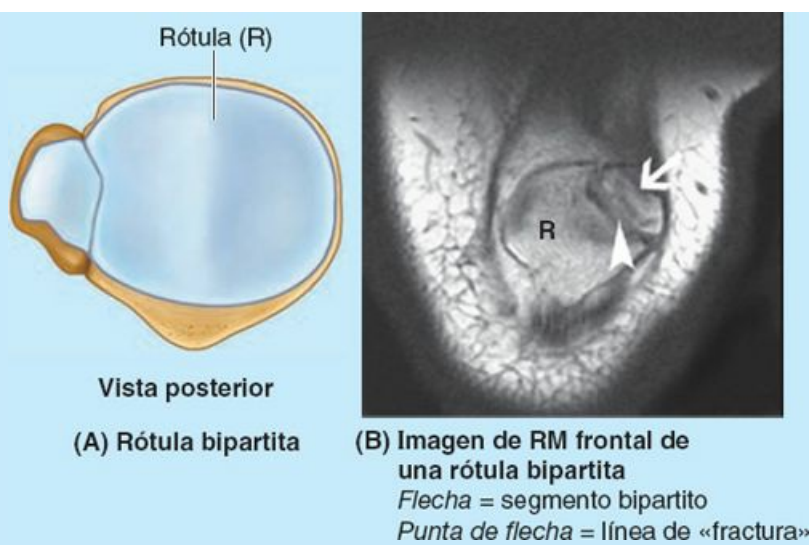 Rótula (R)
Vista posterior
(A) Rótula bipartita
R
(B) Imagen de RM frontal de
una rótula bipartita
Flecha = segmento bipartito
Punta de flecha = línea de «fractura»